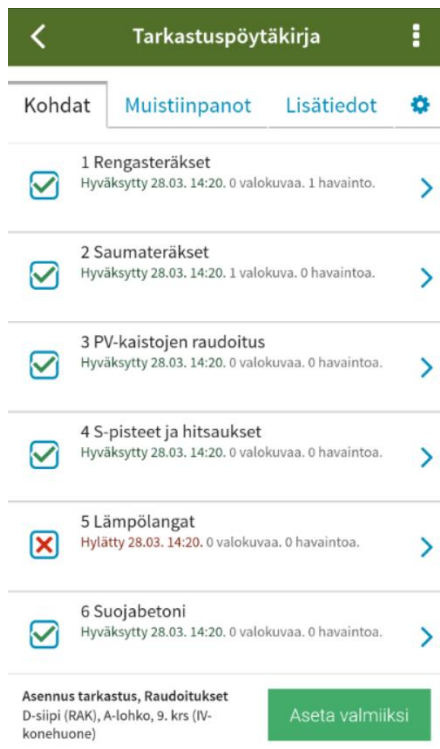 Tarkastuspöytäkirja
Kohdat Muistiinpanot Lisätiedot
1 Rengasteräkset
Hyväksytty 28.03. 14:20. 0 valokuvaa. 1 havainto.
2 Saumateräkset
Hyväksytty 28.03. 14:20. 1 valokuva. 0 havaintoa.
3 PV-kaistojen raudoitus
Hyväksytty 28.03. 14:20. 0 valokuvaa. 0 havaintoa.
4 S-pisteet ja hitsaukset
Hyväksytty 28.03. 14:20. 0 valokuvaa. 0 havaintoa.
5 Lämpölangat
Hylätty 28.03. 14:20. 0 valokuvaa. 0 havaintoa.
6 Suojabetoni
Hyväksytty 28.03. 14:20. 0 valokuvaa. 0 havaintoa.
Asennus tarkastus, Raudoitukset
D-siipi (RAK), A-lohko, 9. krs (IV-
konehuone)
Aseta valmiiksi